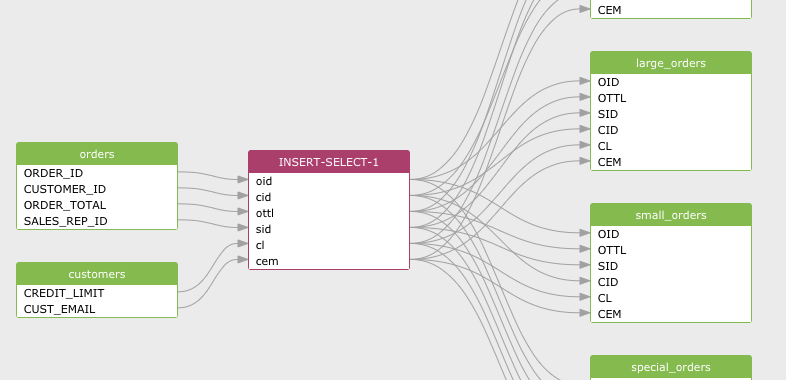 orders
ORDER_ID
CUSTOMER_ID
ORDER_TOTAL
SALES_REP_ID
customers
CREDIT_LIMIT
CUST_EMAIL
INSERT-SELECT-1
oid
cid
ottl
sid
cl
cem
CEM
large_orders
OID
OTTL
SID
CID
CL
CEM
small_orders
OID
OTTL
SID
CID
CL
CEM
special_orders